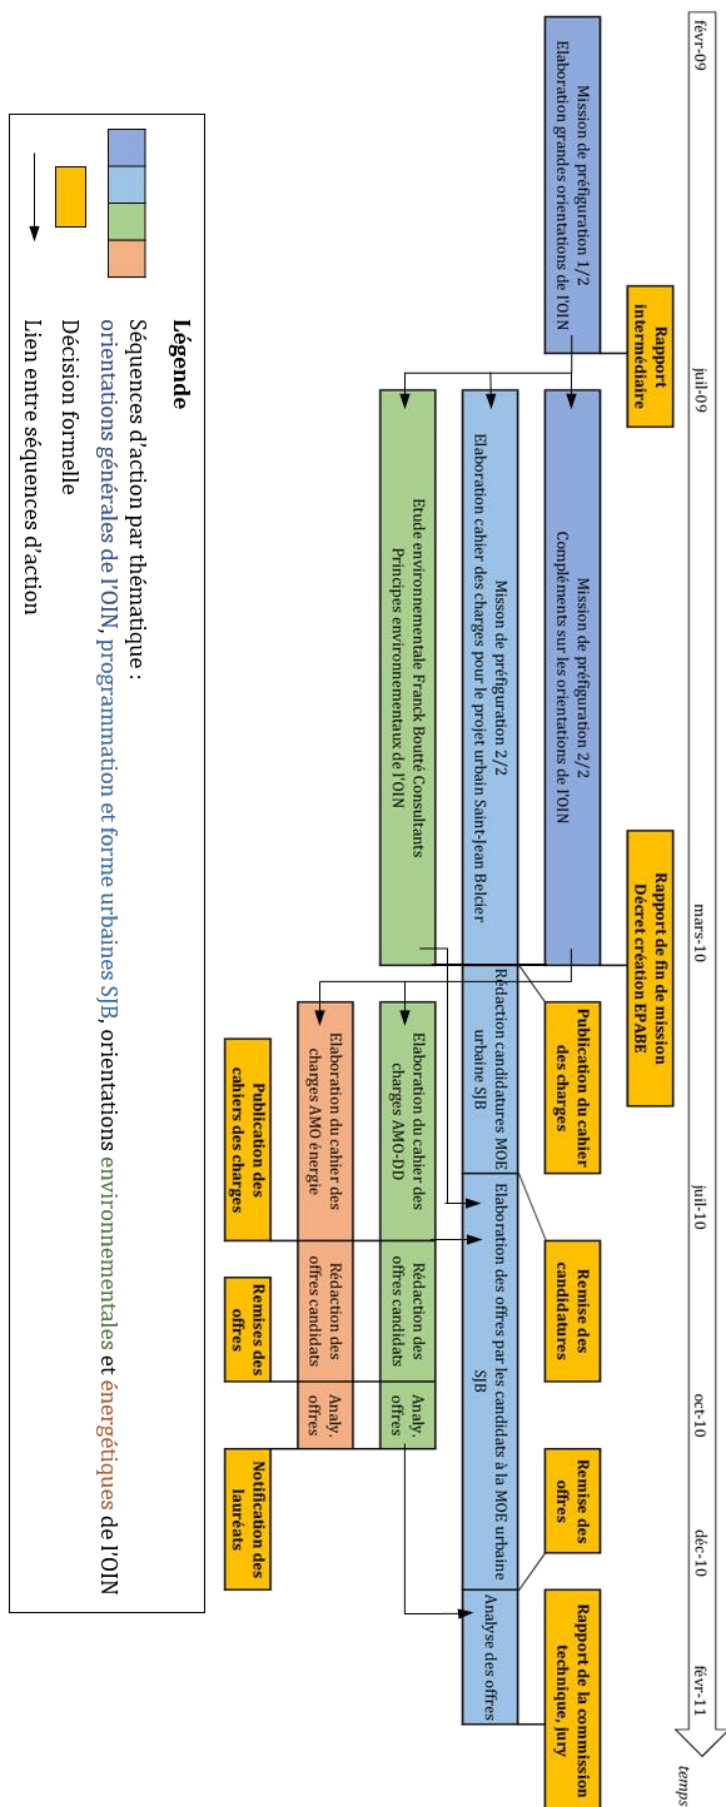 févr-09
juil-09
mars-10
juil-10
oct-10
déc-10
févr-11
temps
Rapport
intermédiaire
Rapport de fin de mission
Décret création EPABE
Mission de préfiguration 1/2
Elaboration grandes orientations de l'OIN
Mission de préfiguration 2/2
Compléments sur les orientations de l'OIN
Publication du cahier
des charges
Remise des
candidatures
Remise des
offres
Rapport de la commission
technique, jury
Misson de préfiguration 2/2
Elaboration cahier des charges pour le projet urbain Saint-Jean Belcier
Rédaction candidatures MOE
urbaine SJB
Elaboration des offres par les candidats à la MOE urbaine
SJB
Analyse des offres
Etude environnementale Franck Boutté Consultants
Principes environnementaux de l'OIN
Elaboration du cahier des
charges AMO-DD
Rédaction des
offres candidats
Analy.
offres
Elaboration du cahier des
charges AMO énergie
Rédaction des
offres candidats
Analy.
offres
Publication des
cahiers des charges
Remises des
offres
Notification des
lauréats
Légende
Séquences d'action par thématique :
orientations générales de l'OIN, programmation et forme urbaines SJB, orientations environnementales et énergétiques de l'OIN
Décision formelle
Lien entre séquences d'action